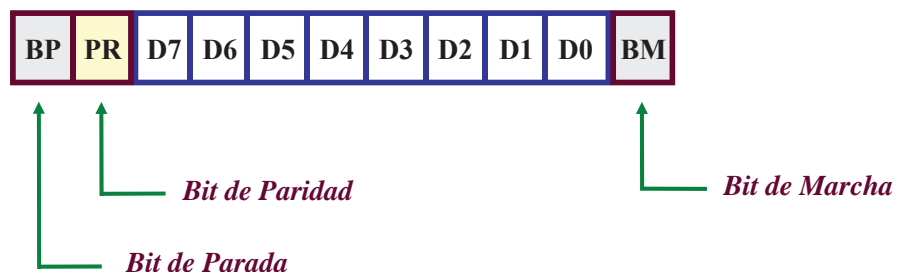 BP PR D7 D6 D5 D4 D3 D2 D1 D0 BM
Bit de Paridad
Bit de Marcha
Bit de Parada